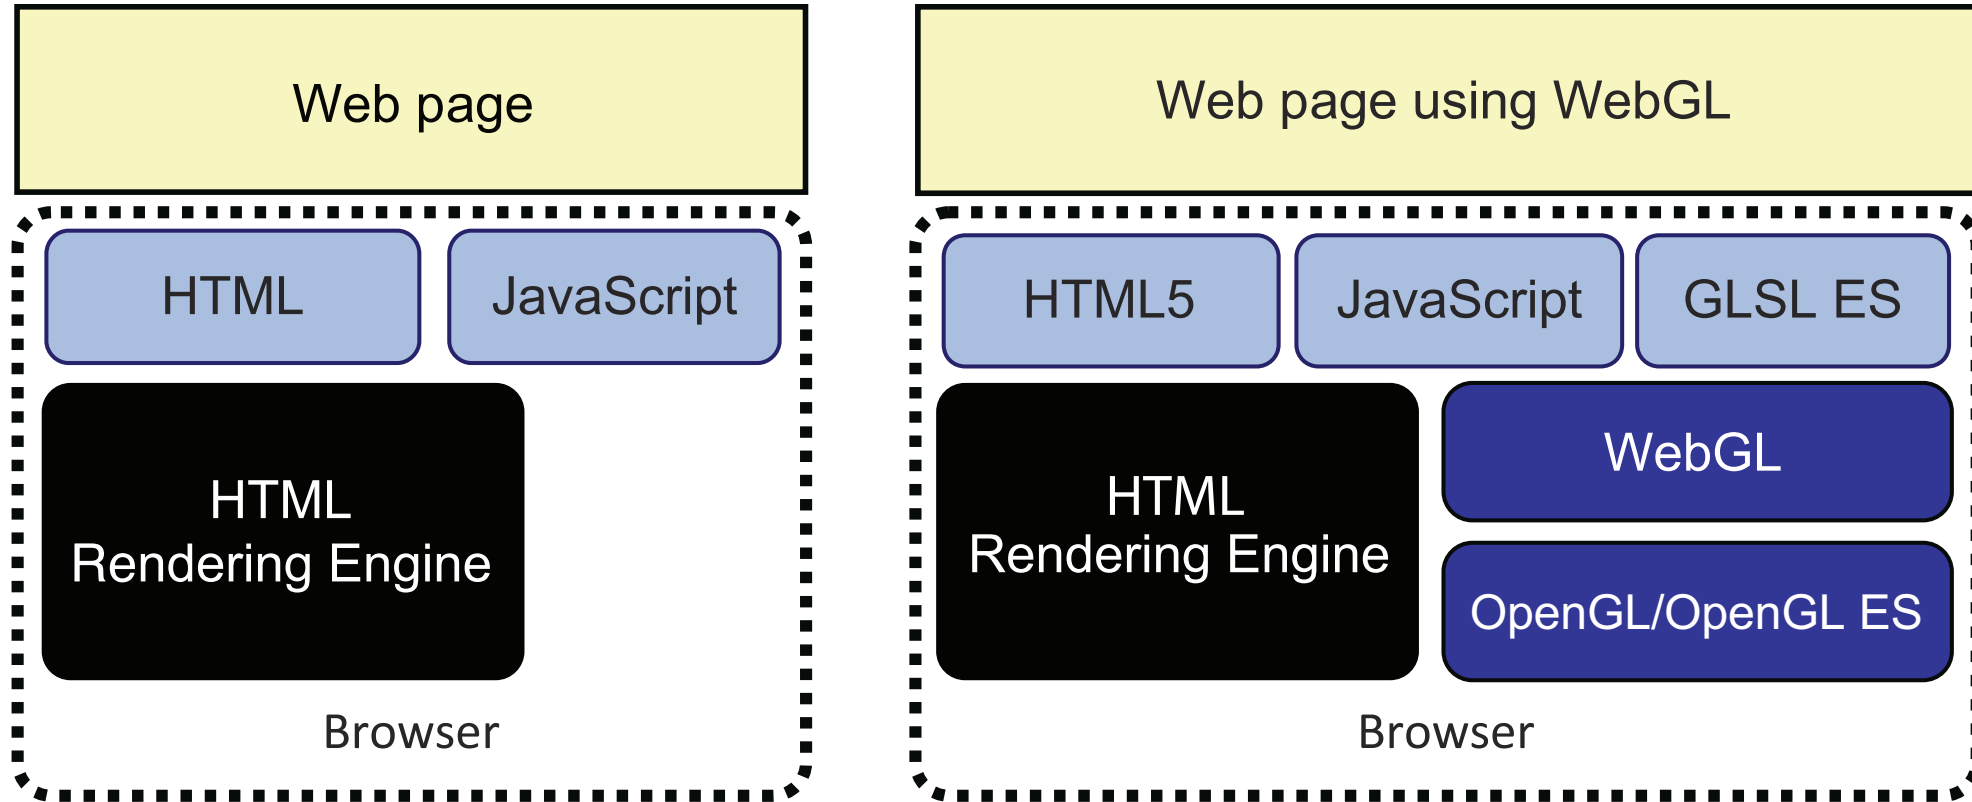 Web page
HTML
JavaScript
HTML
Rendering Engine
Browser
Web page using WebGL
HTML5
JavaScript
GLSL ES
HTML
Rendering Engine
WebGL
OpenGL/OpenGL ES
Browser